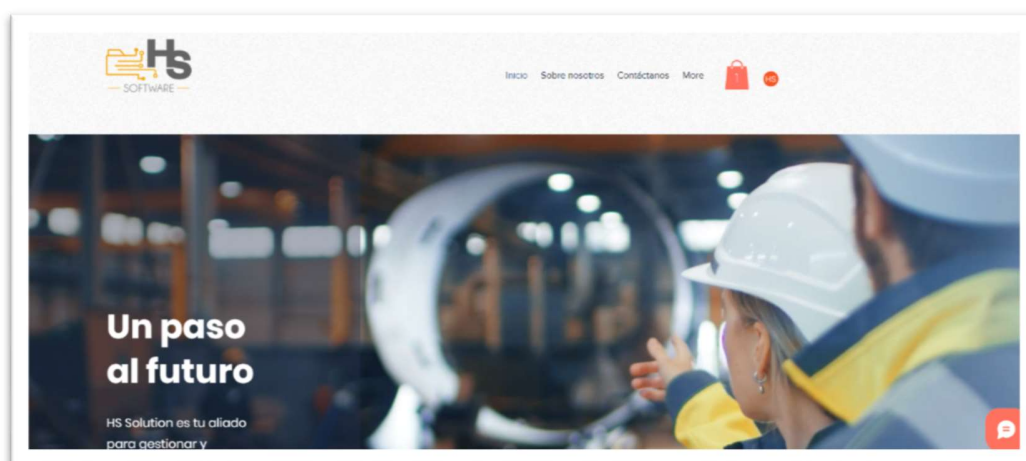 HS
— SOFTWARE —
Inicio Sobre nosotros Contáctanos More 1 HS
Un paso
al futuro
HS Solution es tu aliado
para gestionar y